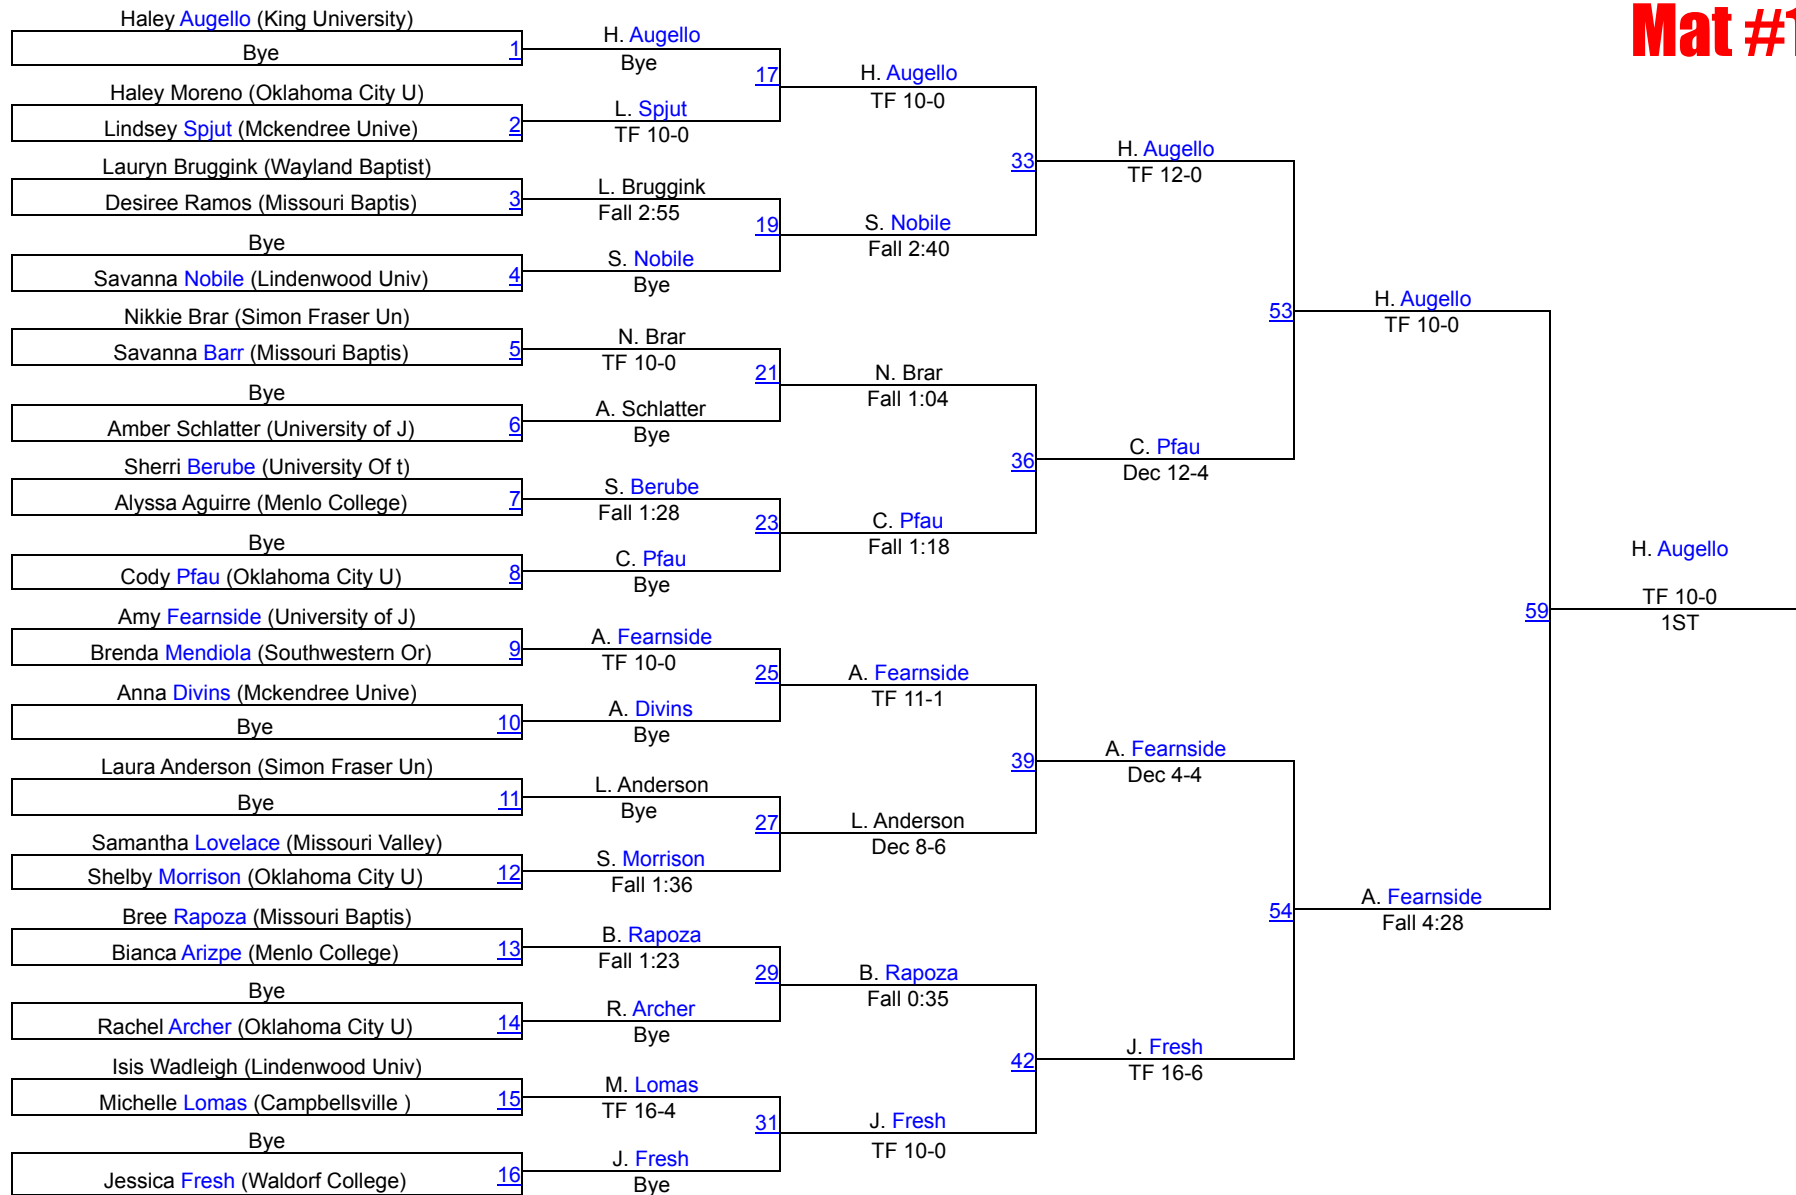 Mat #1
Haley Augello (King University)
Bye
1
Haley Moreno (Oklahoma City U)
Lindsey Spjut (Mckendree Unive)
2
Lauryn Bruggink (Wayland Baptist)
Desiree Ramos (Missouri Baptis)
3
Bye
Savanna Nobile (Lindenwood Univ)
4
Nikkie Brar (Simon Fraser Un)
Savanna Barr (Missouri Baptis)
5
Bye
Amber Schlatter (University of J)
6
Sherri Berube (University Of t)
Alyssa Aguirre (Menlo College)
7
Bye
Cody Pfau (Oklahoma City U)
8
Amy Fearnside (University of J)
Brenda Mendiola (Southwestern Or)
9
Anna Divins (Mckendree Unive)
Bye
10
Laura Anderson (Simon Fraser Un)
Bye
11
Samantha Lovelace (Missouri Valley)
Shelby Morrison (Oklahoma City U)
12
Bree Rapoza (Missouri Baptis)
Bianca Arizpe (Menlo College)
13
Bye
Rachel Archer (Oklahoma City U)
14
Isis Wadleigh (Lindenwood Univ)
Michelle Lomas (Campbellsville )
15
Bye
Jessica Fresh (Waldorf College)
16
H. Augello
Bye
17
L. Spjut
TF 10-0
L. Bruggink
Fall 2:55
19
S. Nobile
Bye
N. Brar
TF 10-0
21
A. Schlatter
Bye
S. Berube
Fall 1:28
23
C. Pfau
Bye
A. Fearnside
TF 10-0
25
A. Divins
Bye
L. Anderson
Bye
27
S. Morrison
Fall 1:36
B. Rapoza
Fall 1:23
29
R. Archer
Bye
M. Lomas
TF 16-4
31
J. Fresh
Bye
H. Augello
TF 10-0
33
S. Nobile
Fall 2:40
N. Brar
Fall 1:04
36
C. Pfau
Fall 1:18
A. Fearnside
TF 11-1
39
L. Anderson
Dec 8-6
B. Rapoza
Fall 0:35
42
J. Fresh
TF 10-0
H. Augello
TF 12-0
53
C. Pfau
Dec 12-4
A. Fearnside
Dec 4-4
54
J. Fresh
TF 16-6
H. Augello
TF 10-0
59
A. Fearnside
Fall 4:28
H. Augello
TF 10-0
1ST